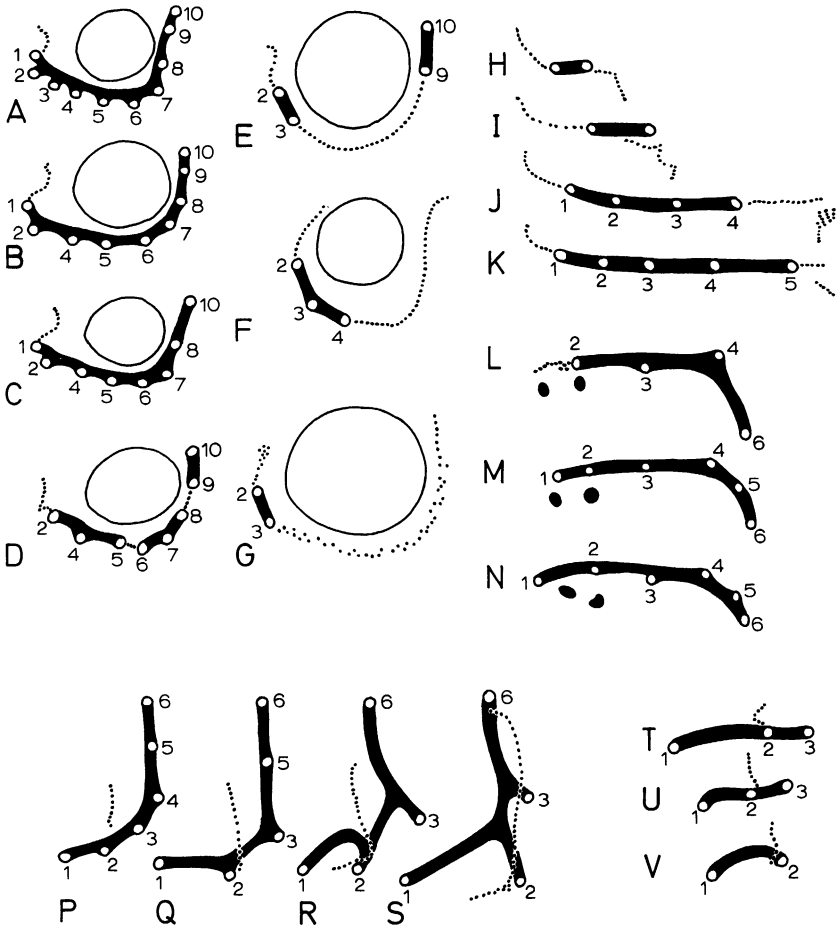 A 1 2 3 4 5 6 7 8 9 10
B 1 2 4 5 6 7 8 9 10
C 1 2 4 5 6 7 8 10
D 2 4 5 6 7 8 9 10
E 2 3 9 10
F 2 3 4
G 2 3
H
I
J 1 2 3 4
K 1 2 3 4 5
L 2 3 4 6
M 1 2 3 4 5 6
N 1 2 3 4 5 6
P 1 2 3 4 5 6
Q 1 2 3 5 6
R 1 2 3 6
S 1 2 3 6
T 1 2 3
U 1 2 3
V 1 2